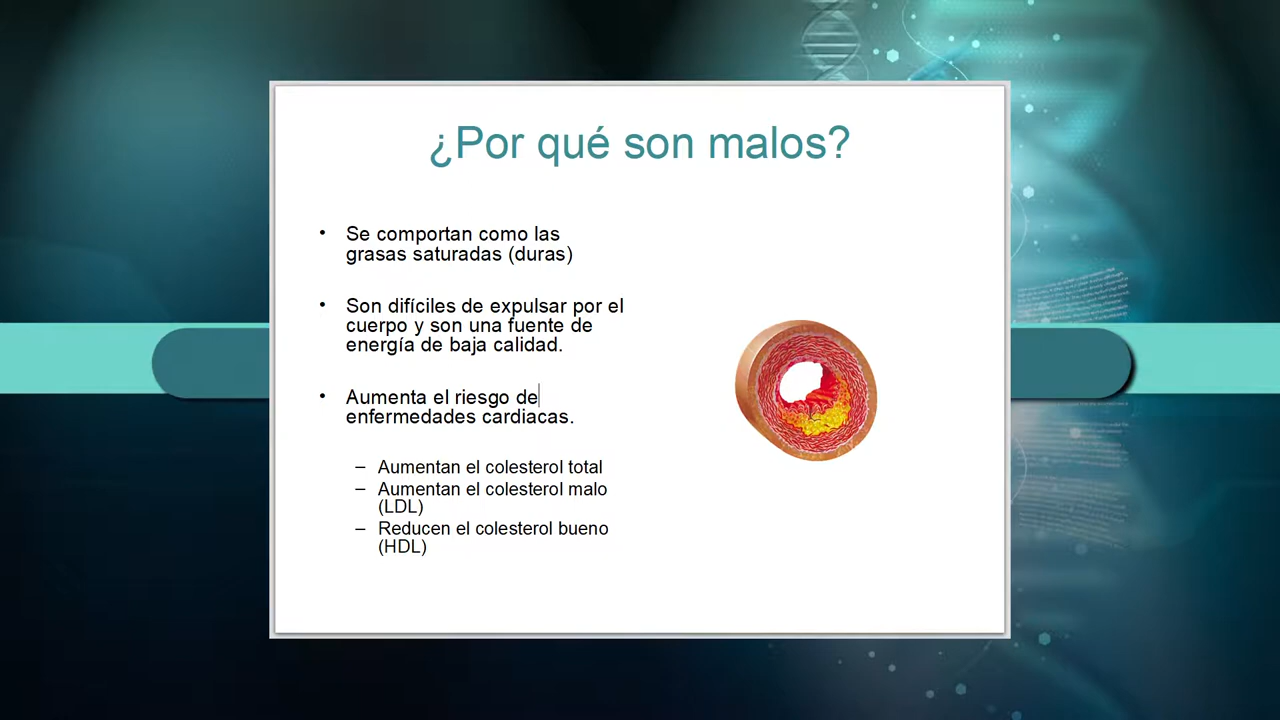 ¿Por qué son malos?
• Se comportan como las
grasas saturadas (duras)
• Son difíciles de expulsar por el
cuerpo y son una fuente de
energía de baja calidad.
• Aumenta el riesgo de
enfermedades cardiacas.
– Aumentan el colesterol total
– Aumentan el colesterol malo
(LDL)
– Reducen el colesterol bueno
(HDL)